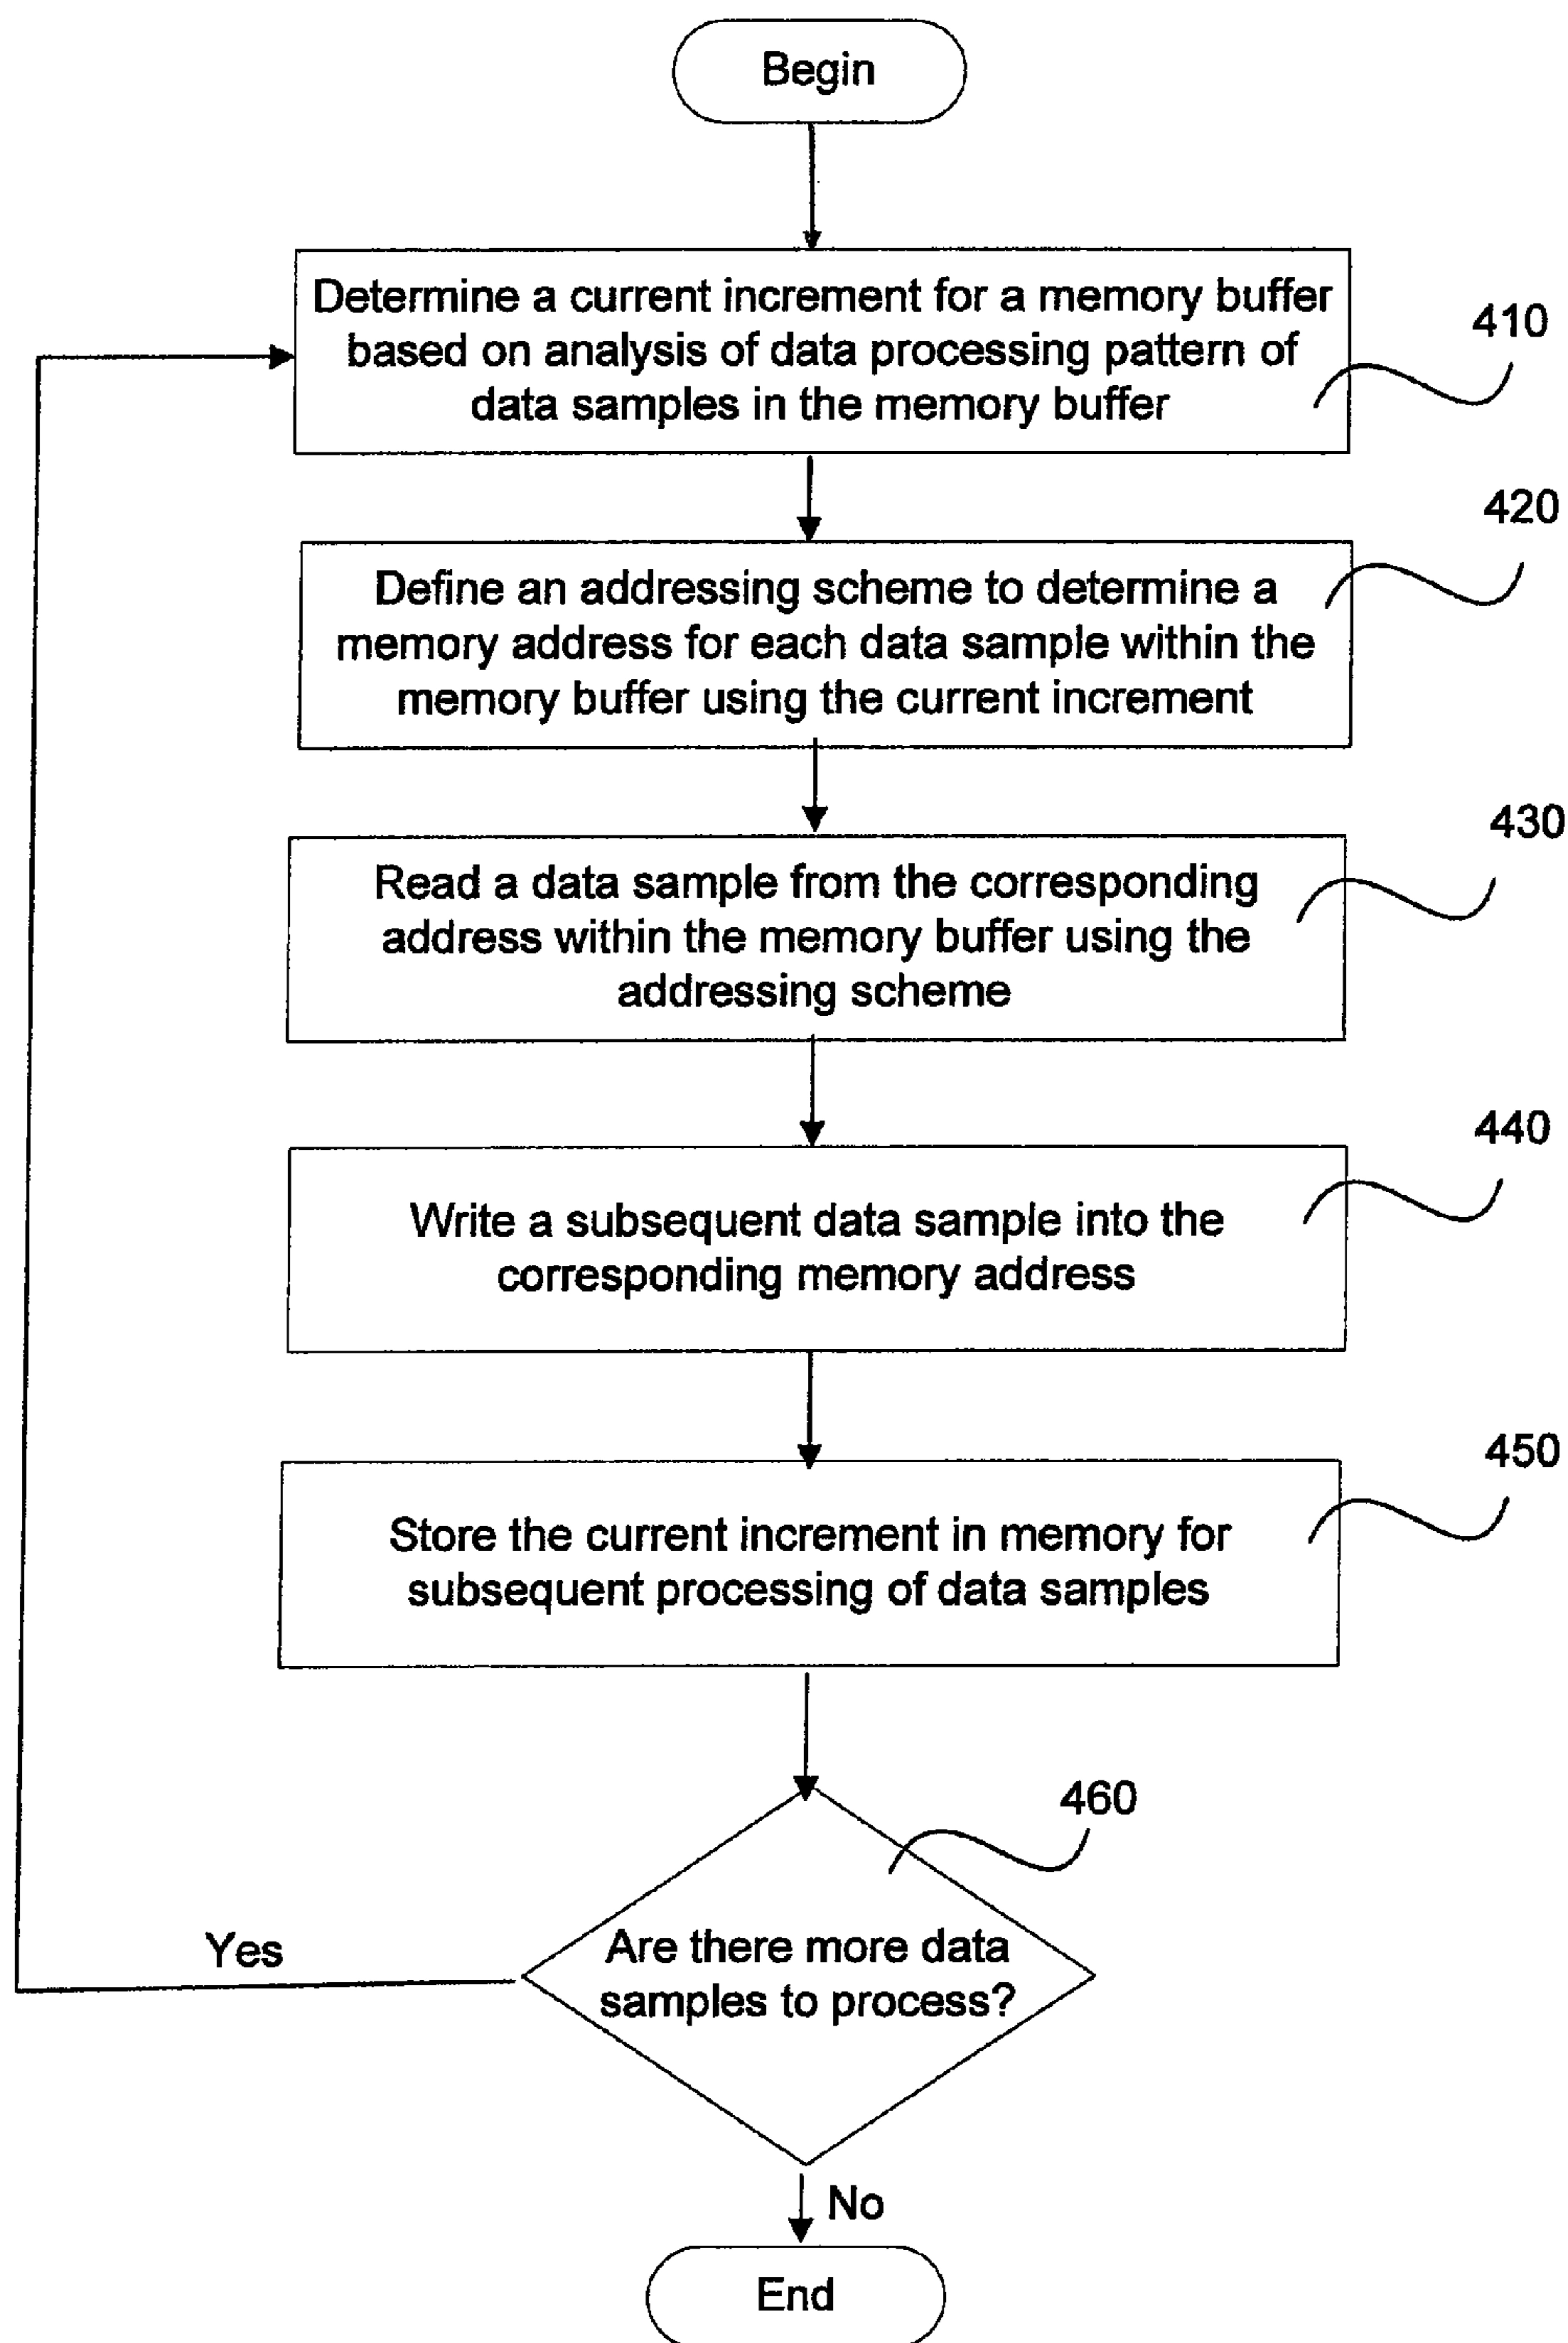 Begin
Determine a current increment for a memory buffer
based on analysis of data processing pattern of
data samples in the memory buffer
410
Define an addressing scheme to determine a
memory address for each data sample within the
memory buffer using the current increment
420
Read a data sample from the corresponding
address within the memory buffer using the
addressing scheme
430
Write a subsequent data sample into the
corresponding memory address
440
Store the current increment in memory for
subsequent processing of data samples
450
460
Are there more data
samples to process?
Yes
No
End